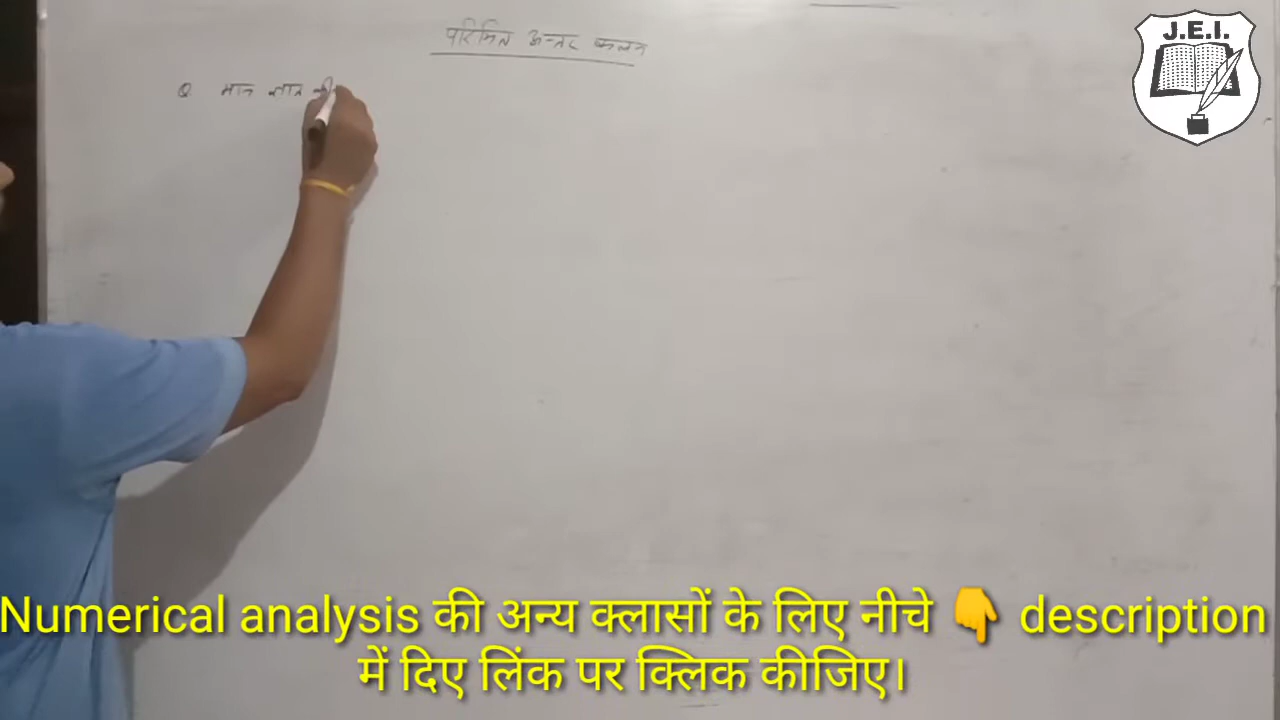 परिमित अन्तर कलन
J.E.I.
Q मान ज्ञात की
Numerical analysis की अन्य क्लासों के लिए नीचे 👇 description
में दिए लिंक पर क्लिक कीजिए।